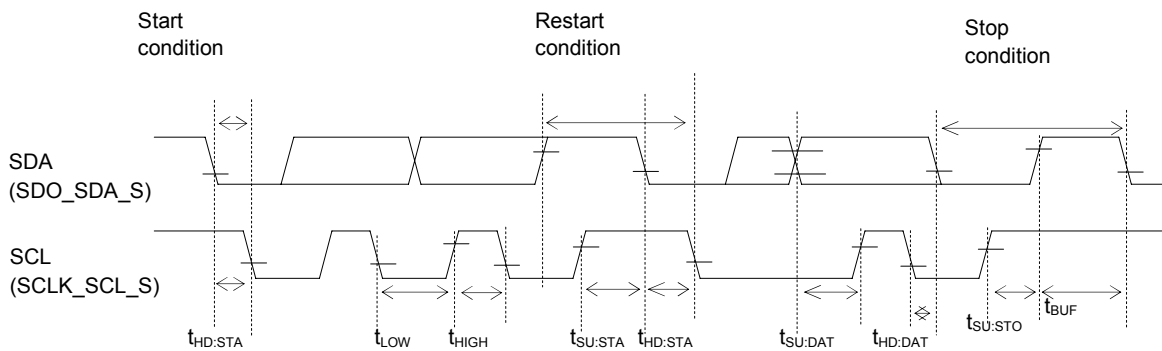 Start
condition
Restart
condition
Stop
condition
SDA
(SDO_SDA_S)
SCL
(SCLK_SCL_S)
tHD:STA
tLOW
tHIGH
tSU:STA
tHD:STA
tSU:DAT
tHD:DAT
tSU:STO
tBUF